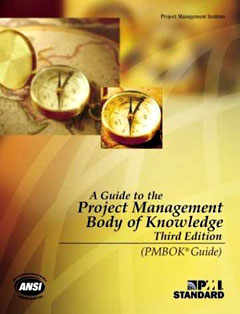 Project Management Institute
A Guide to the
Project Management
Body of Knowledge
Third Edition
(PMBOK® Guide)
ANSI
PMI
STANDARD